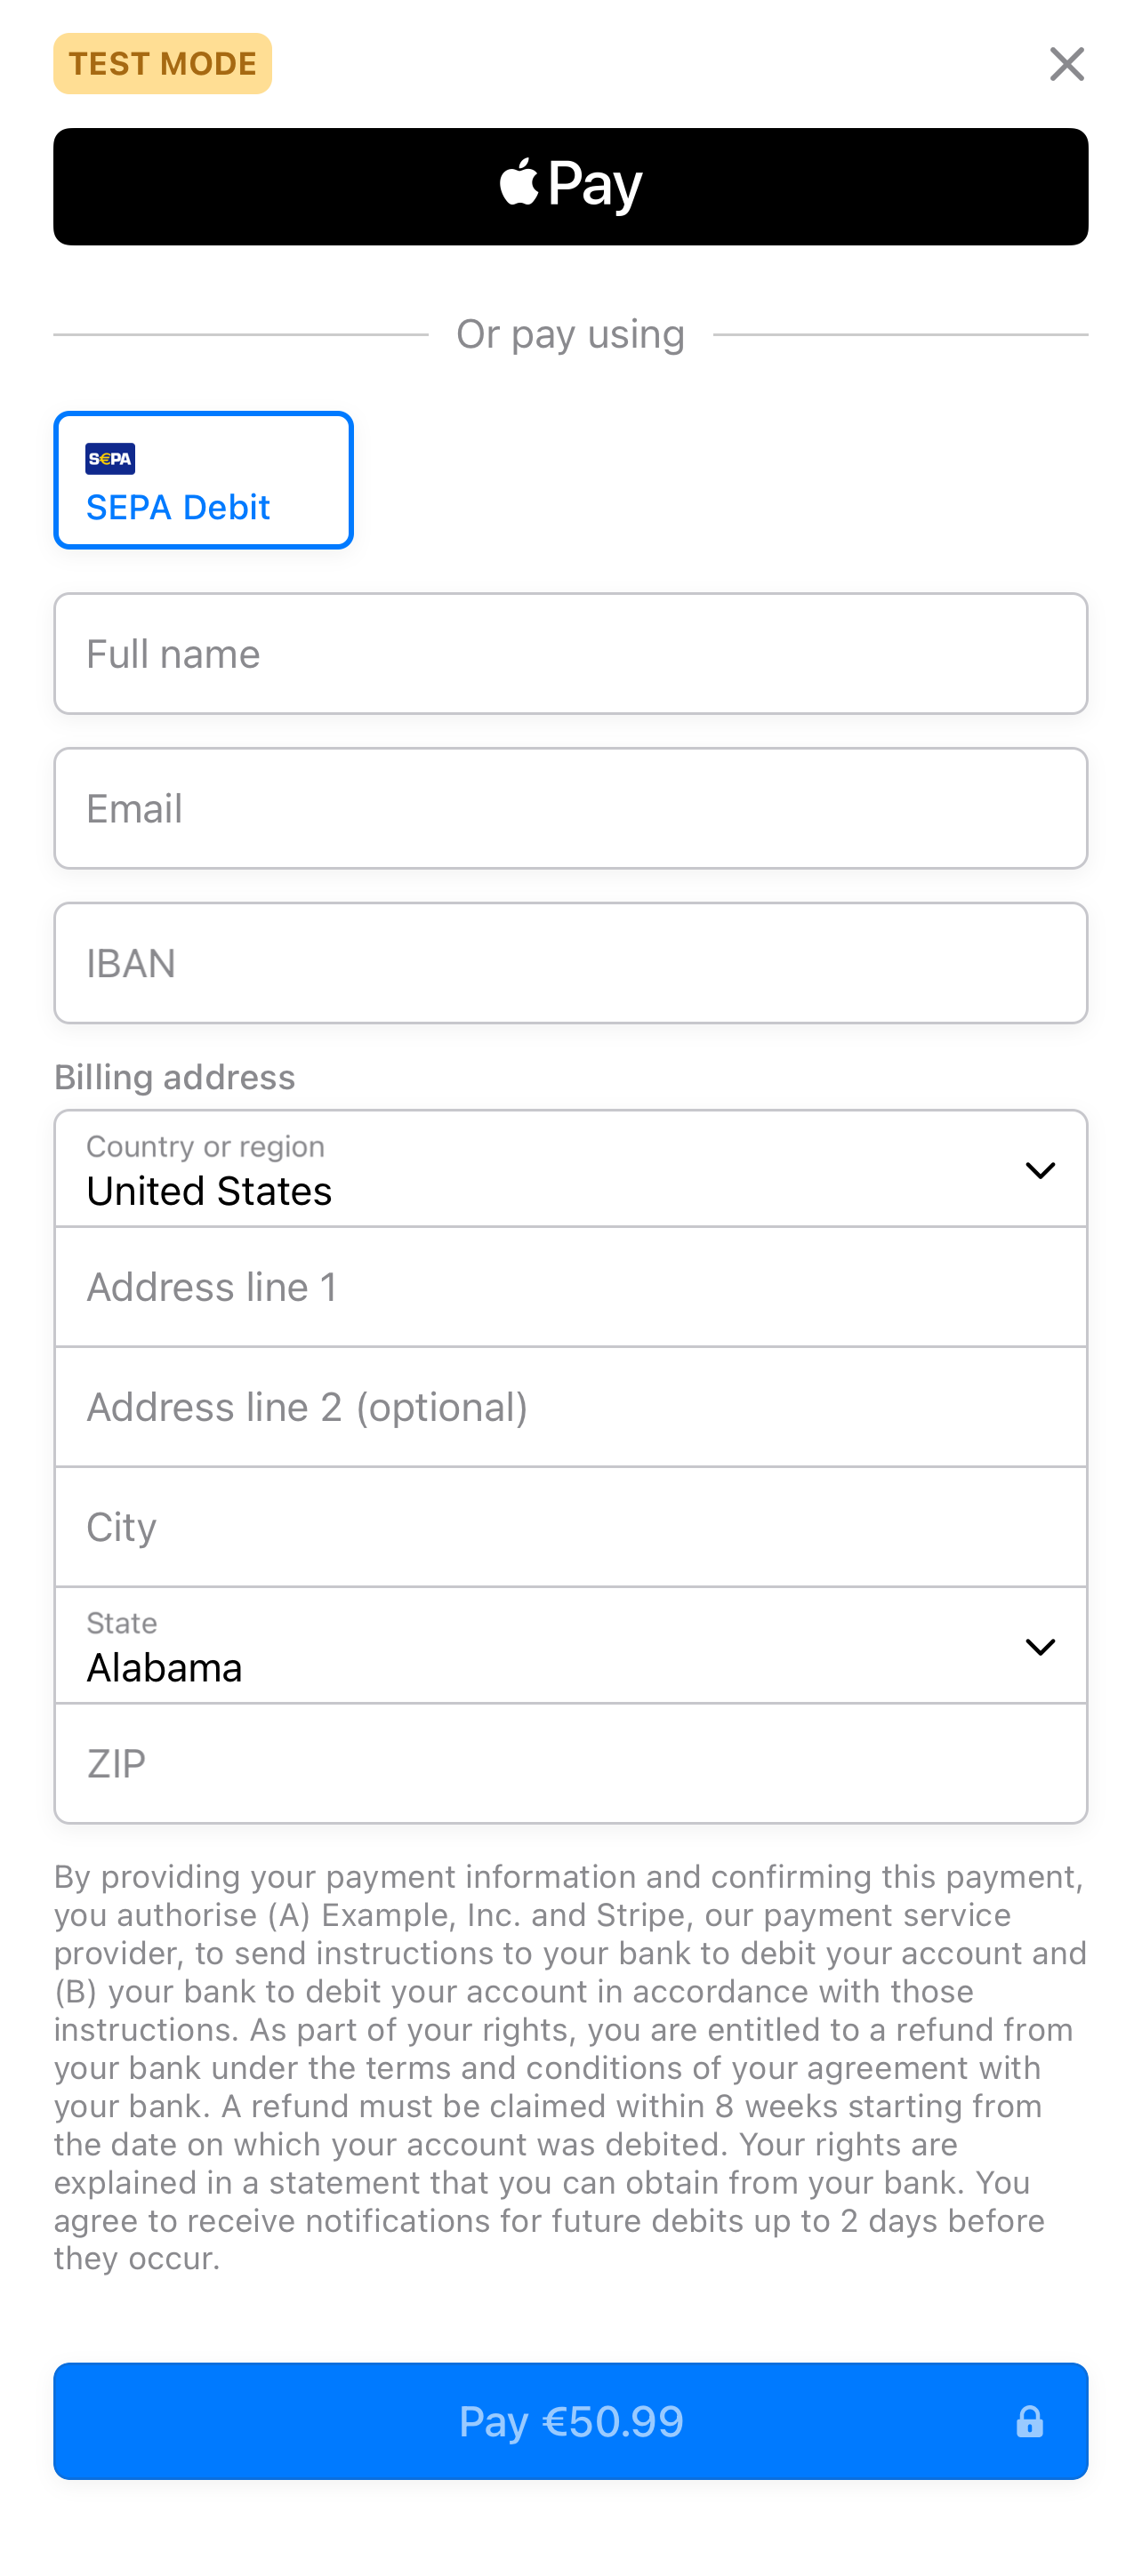 TEST MODE
Pay
Or pay using
S€PA
SEPA Debit
Full name
Email
IBAN
Billing address
Country or region
United States
Address line 1
Address line 2 (optional)
City
State
Alabama
ZIP
By providing your payment information and confirming this payment,
you authorise (A) Example, Inc. and Stripe, our payment service
provider, to send instructions to your bank to debit your account and
(B) your bank to debit your account in accordance with those
instructions. As part of your rights, you are entitled to a refund from
your bank under the terms and conditions of your agreement with
your bank. A refund must be claimed within 8 weeks starting from
the date on which your account was debited. Your rights are
explained in a statement that you can obtain from your bank. You
agree to receive notifications for future debits up to 2 days before
they occur.
Pay €50.99